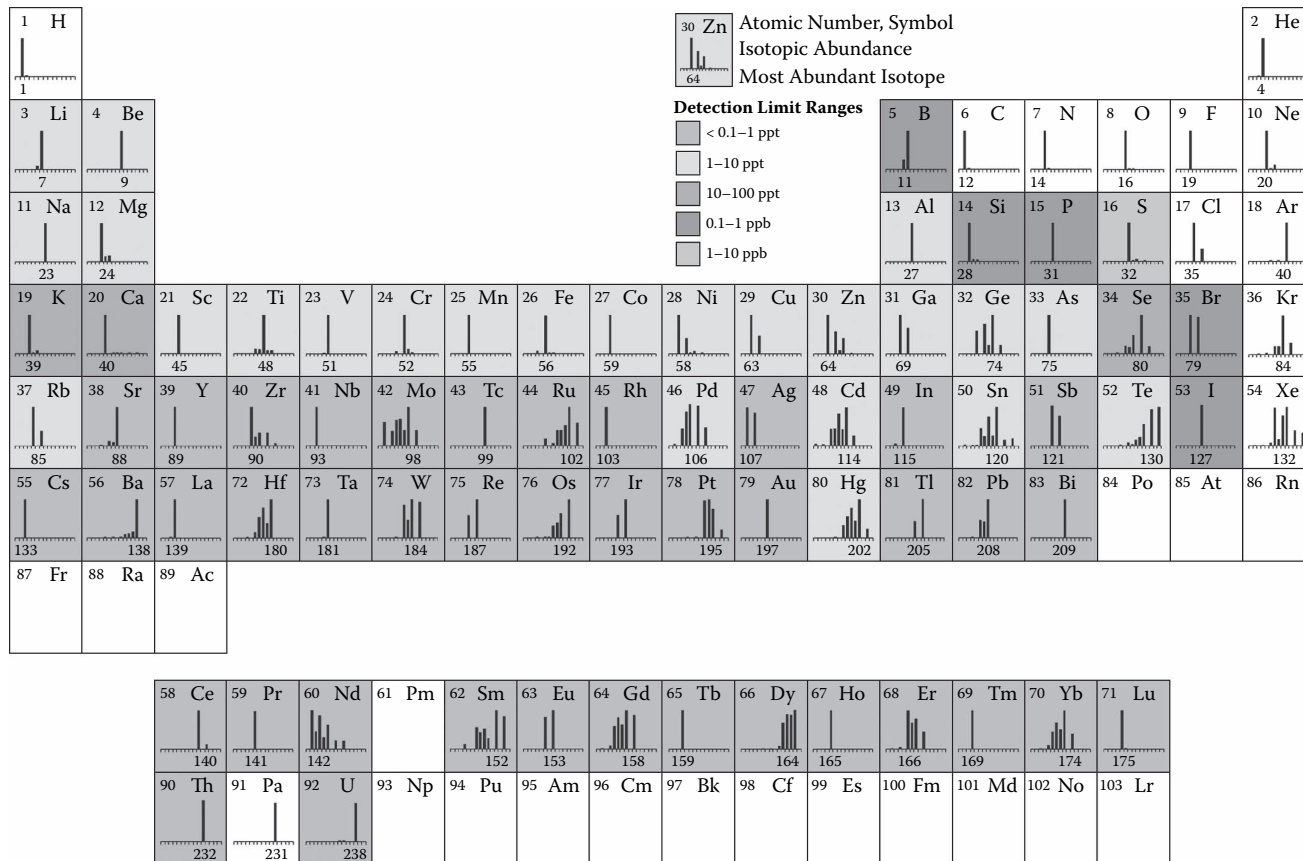 1 H
1
30 Zn
64
Atomic Number, Symbol
Isotopic Abundance
Most Abundant Isotope
2 He
4
Detection Limit Ranges
< 0.1–1 ppt
1–10 ppt
10–100 ppt
0.1–1 ppb
1–10 ppb
3 Li 4 Be 5 B 6 C 7 N 8 O 9 F 10 Ne
7 9 11 12 14 16 19 20
11 Na 12 Mg 13 Al 14 Si 15 P 16 S 17 Cl 18 Ar
23 24 27 28 31 32 35 40
19 K 20 Ca 21 Sc 22 Ti 23 V 24 Cr 25 Mn 26 Fe 27 Co 28 Ni 29 Cu 30 Zn 31 Ga 32 Ge 33 As 34 Se 35 Br 36 Kr
39 40 45 48 51 52 55 56 59 58 63 64 69 74 75 80 79 84
37 Rb 38 Sr 39 Y 40 Zr 41 Nb 42 Mo 43 Tc 44 Ru 45 Rh 46 Pd 47 Ag 48 Cd 49 In 50 Sn 51 Sb 52 Te 53 I 54 Xe
85 88 89 90 93 98 99 102 103 106 107 114 115 120 121 130 127 132
55 Cs 56 Ba 57 La 72 Hf 73 Ta 74 W 75 Re 76 Os 77 Ir 78 Pt 79 Au 80 Hg 81 Tl 82 Pb 83 Bi 84 Po 85 At 86 Rn
133 138 139 180 181 184 187 192 193 195 197 202 205 208 209
87 Fr 88 Ra 89 Ac
58 Ce 59 Pr 60 Nd 61 Pm 62 Sm 63 Eu 64 Gd 65 Tb 66 Dy 67 Ho 68 Er 69 Tm 70 Yb 71 Lu
140 141 142 152 153 158 159 164 165 166 169 174 175
90 Th 91 Pa 92 U 93 Np 94 Pu 95 Am 96 Cm 97 Bk 98 Cf 99 Es 100 Fm 101 Md 102 No 103 Lr
232 231 238